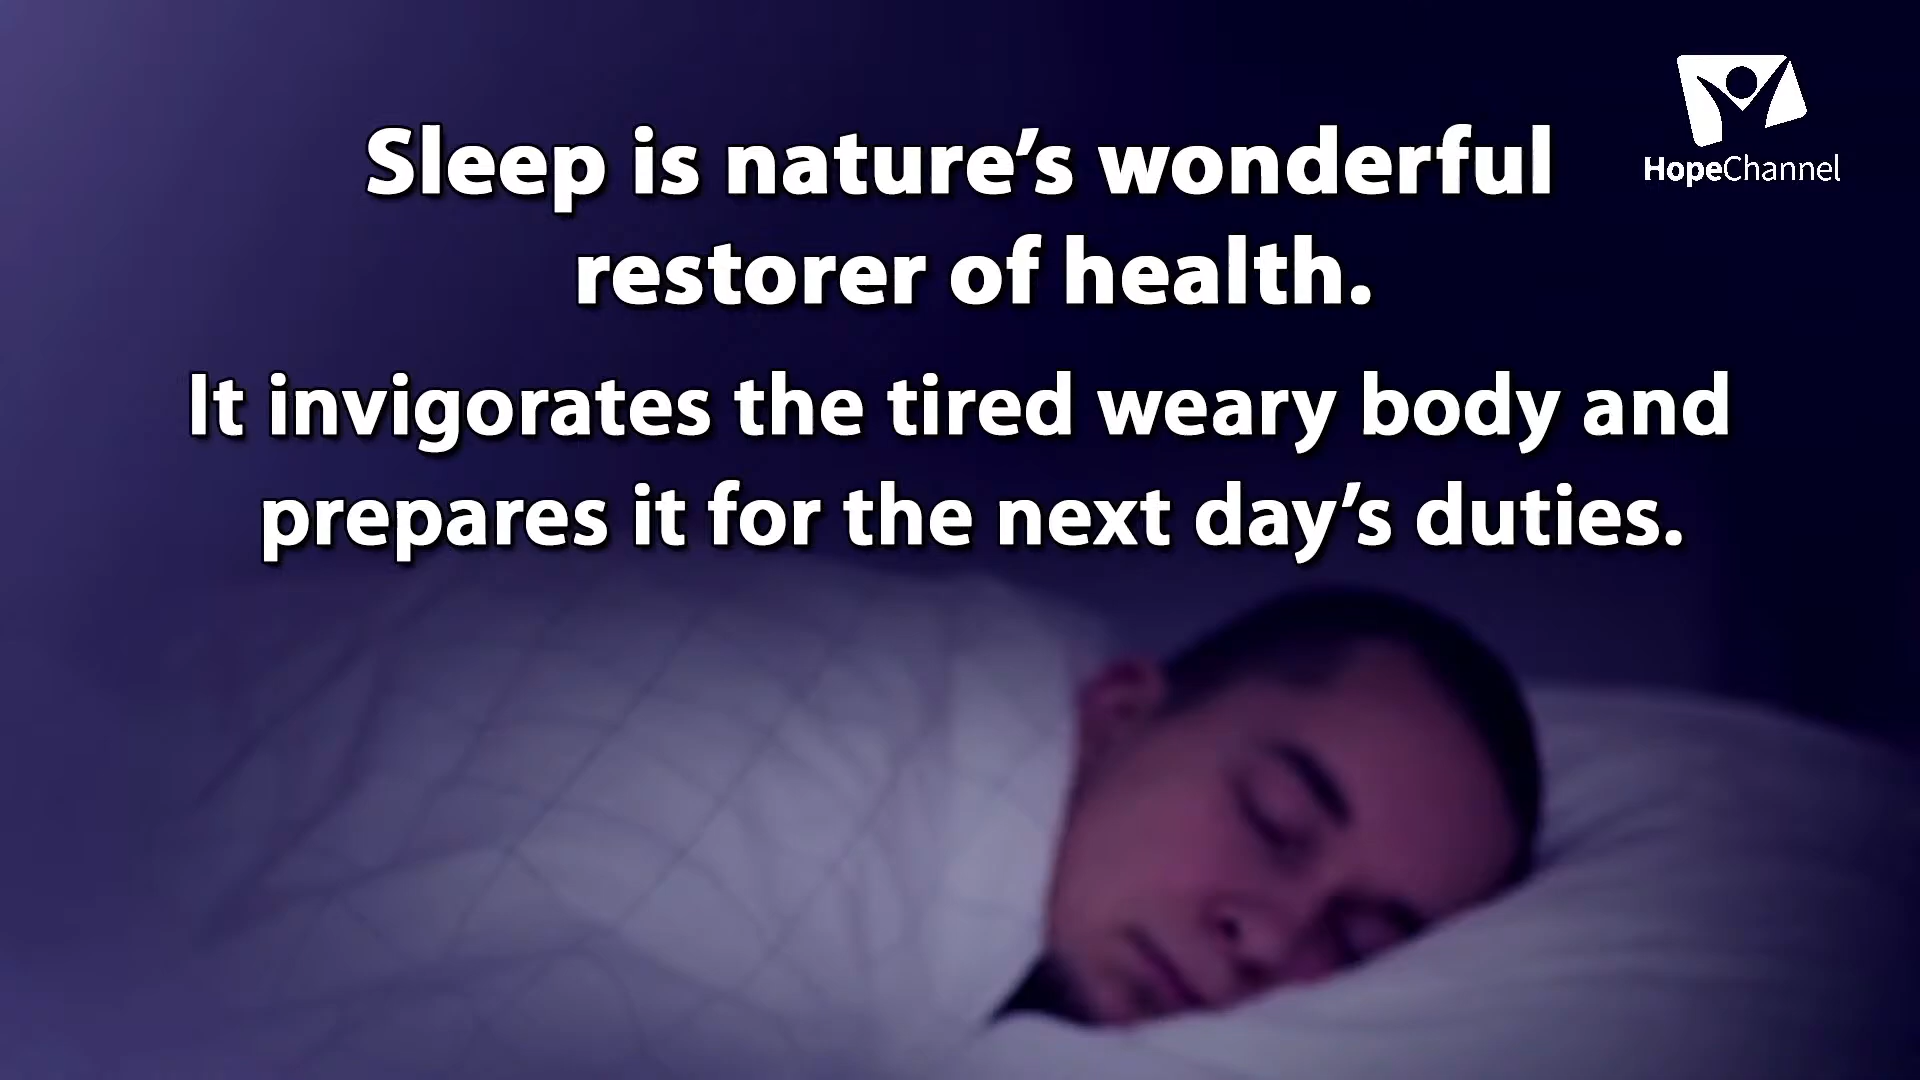 Sleep is nature’s wonderful
restorer of health.
It invigorates the tired weary body and
prepares it for the next day’s duties.
HopeChannel